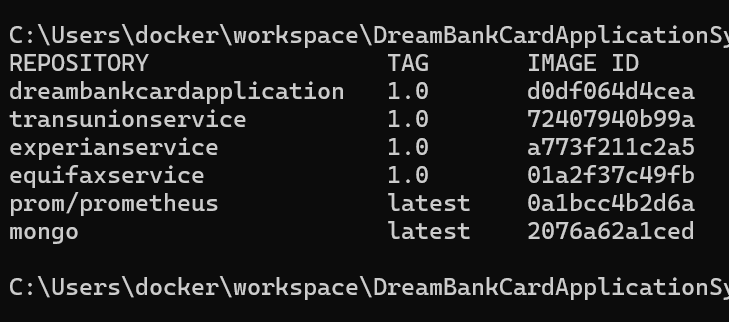 C:\Users\docker\workspace\DreamBankCardApplicationSy
REPOSITORY TAG IMAGE ID
dreambankcardapplication 1.0 d0df064d4cea
transunionservice 1.0 72407940b99a
experianservice 1.0 a773f211c2a5
equifaxservice 1.0 01a2f37c49fb
prom/prometheus latest 0a1bcc4b2d6a
mongo latest 2076a62a1ced
C:\Users\docker\workspace\DreamBankCardApplicationSy